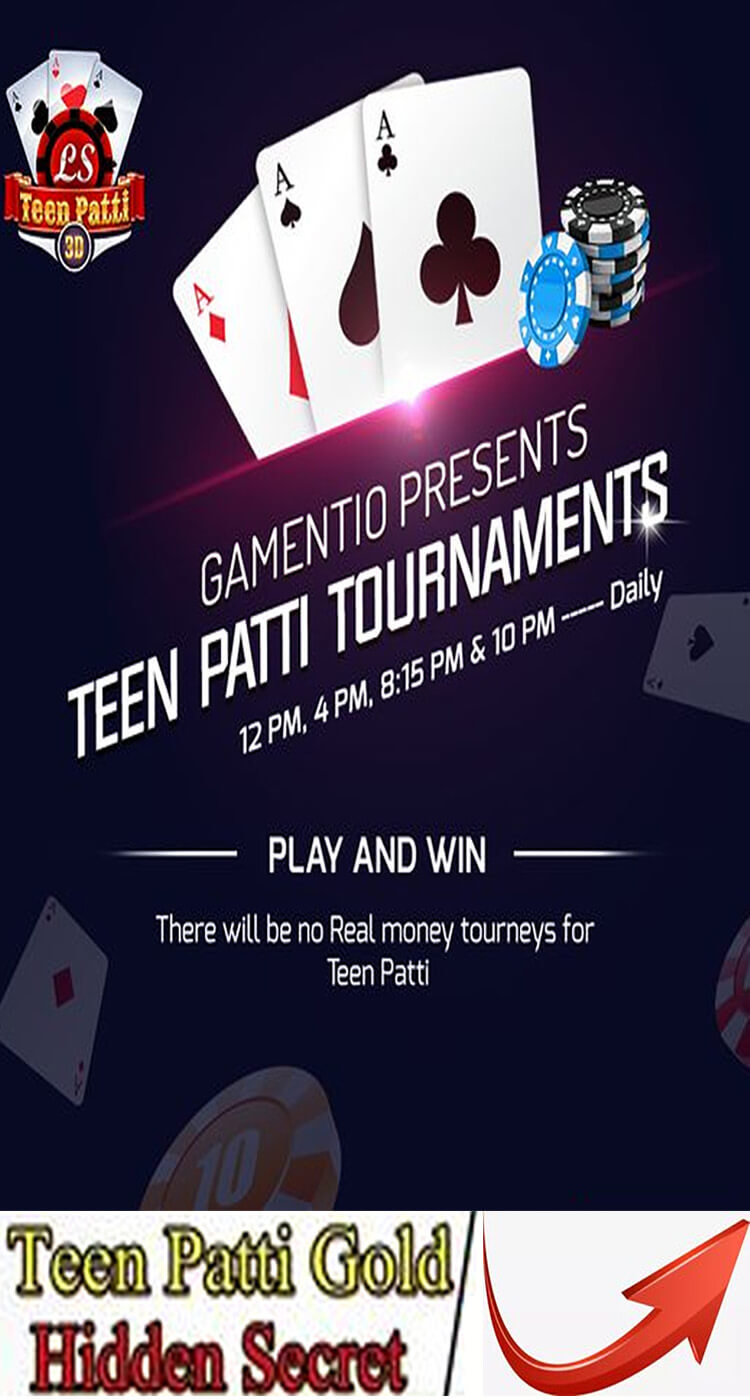 LS
Teen Patti
3D
A
A
A
GAMENTIO PRESENTS
TEEN PATTI TOURNAMENTS
12 PM, 4 PM, 8:15 PM & 10 PM ----- Daily
PLAY AND WIN
There will be no Real money tourneys for
Teen Patti
10
Teen Patti Gold
Hidden Secret